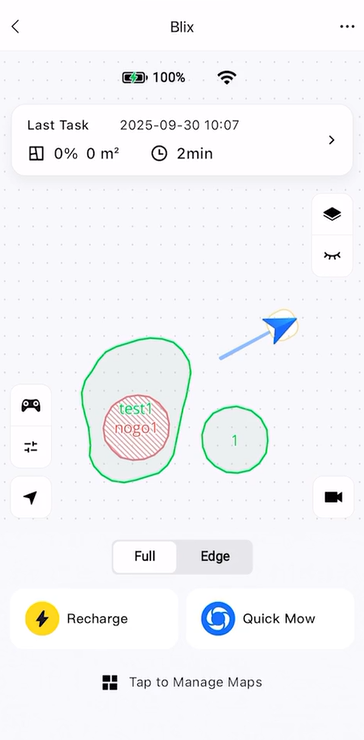 Blix
100%
Last Task 2025-09-30 10:07
0% 0 m² 2min
test1
nogo1
1
Full Edge
Recharge Quick Mow
Tap to Manage Maps